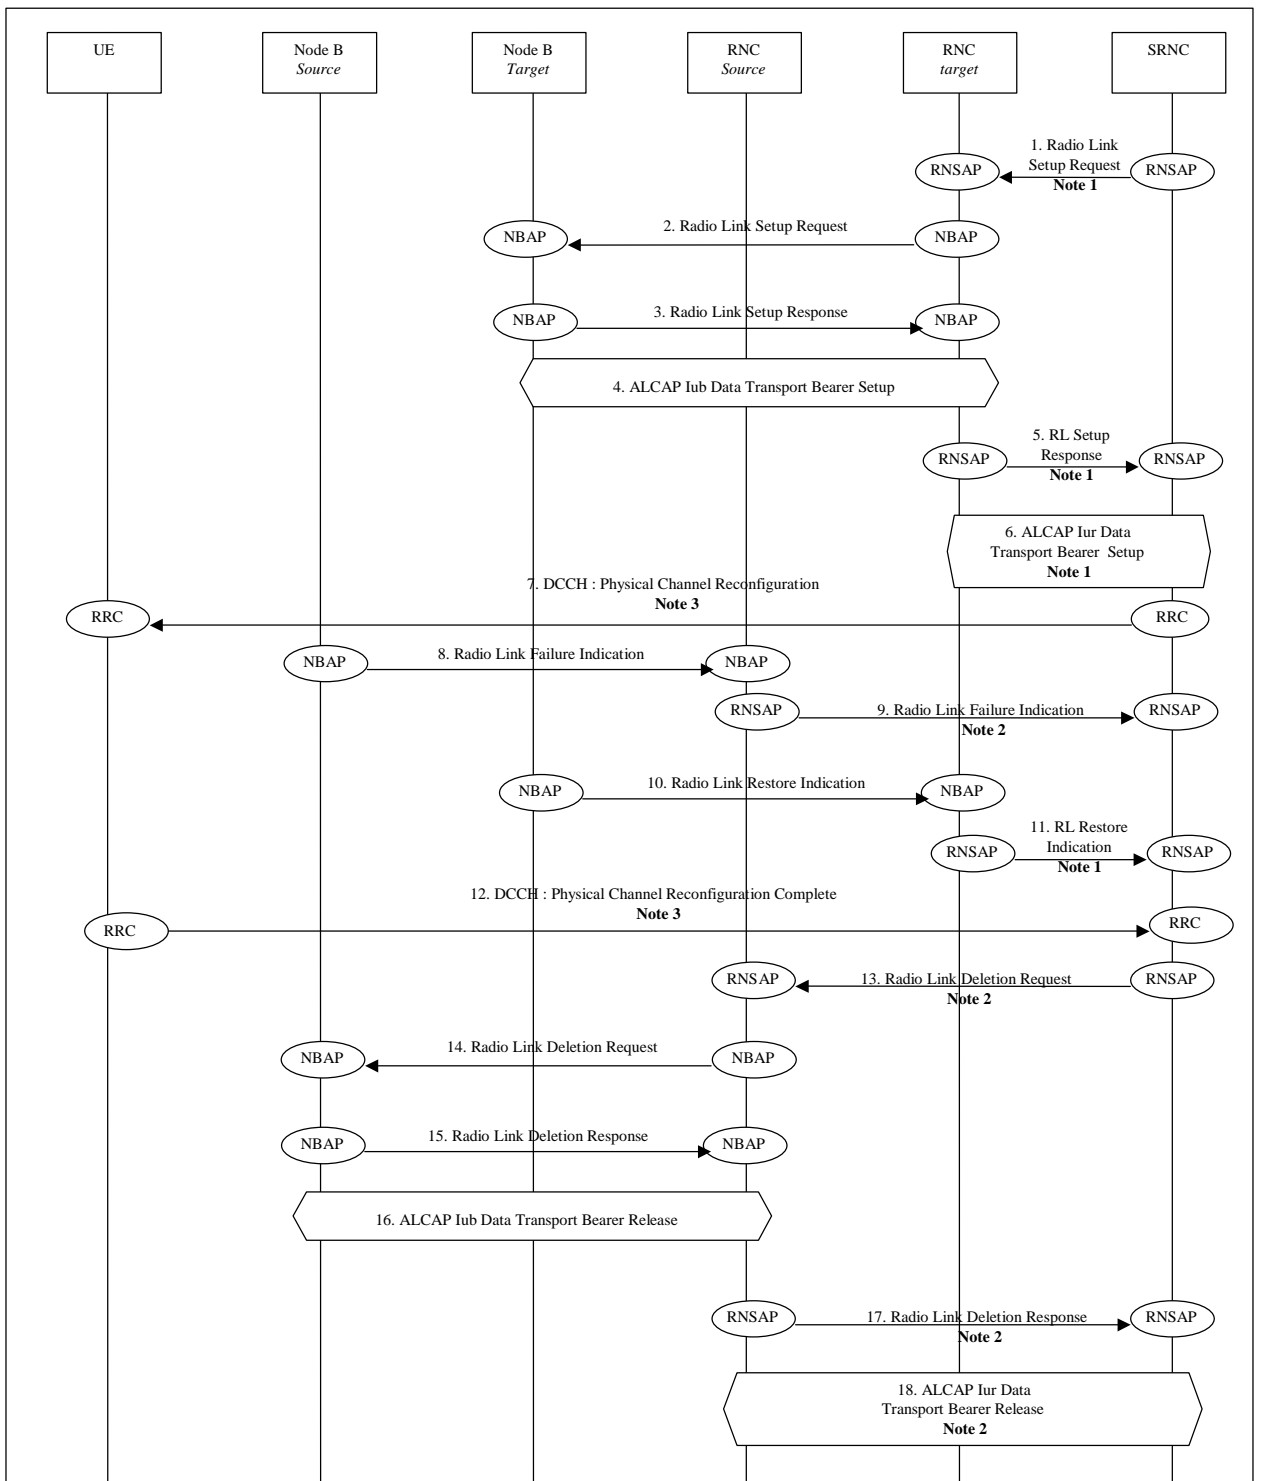 UE
Node B
Source
Node B
Target
RNC
Source
RNC
target
SRNC
1. Radio Link
Setup Request
Note 1
RNSAP
RNSAP
2. Radio Link Setup Request
NBAP
NBAP
3. Radio Link Setup Response
NBAP
NBAP
4. ALCAP Iub Data Transport Bearer Setup
5. RL Setup
Response
Note 1
RNSAP
RNSAP
6. ALCAP Iur Data
Transport Bearer Setup
Note 1
7. DCCH : Physical Channel Reconfiguration
Note 3
RRC
RRC
8. Radio Link Failure Indication
NBAP
NBAP
RNSAP
9. Radio Link Failure Indication
Note 2
RNSAP
10. Radio Link Restore Indication
NBAP
NBAP
11. RL Restore
Indication
Note 1
RNSAP
RNSAP
12. DCCH : Physical Channel Reconfiguration Complete
Note 3
RRC
RRC
RNSAP
13. Radio Link Deletion Request
Note 2
RNSAP
14. Radio Link Deletion Request
NBAP
NBAP
15. Radio Link Deletion Response
NBAP
NBAP
16. ALCAP Iub Data Transport Bearer Release
RNSAP
17. Radio Link Deletion Response
Note 2
RNSAP
18. ALCAP Iur Data
Transport Bearer Release
Note 2